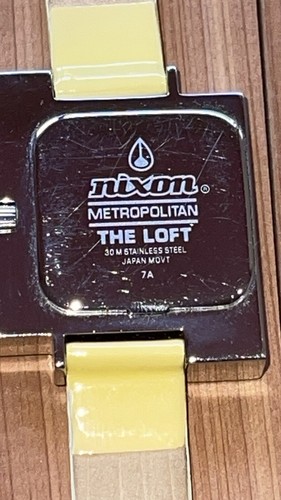 nixon®
METROPOLITAN
THE LOFT
30 M STAINLESS STEEL
JAPAN MOVT
7A